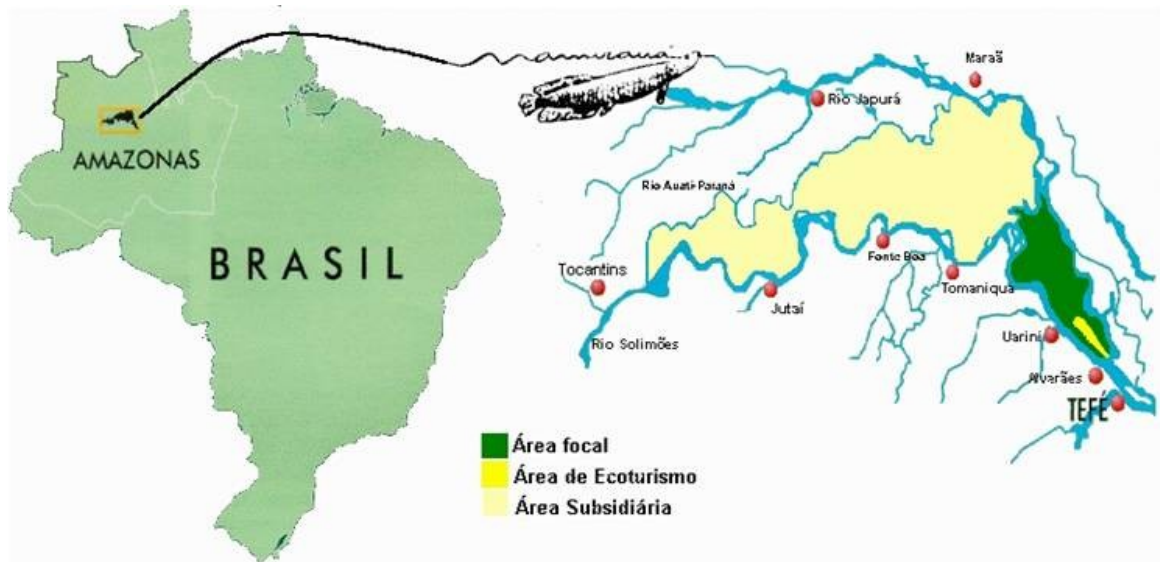 AMAZONAS
BRASIL
amirauá
Maraã
Rio Japurá
Rio Auati-Paraná
Tocantins
Fonte Boa
Tomaniquá
Jutaí
Rio Solimões
Uarini
Alvarães
TEFÉ
Área focal
Área de Ecoturismo
Área Subsidiária